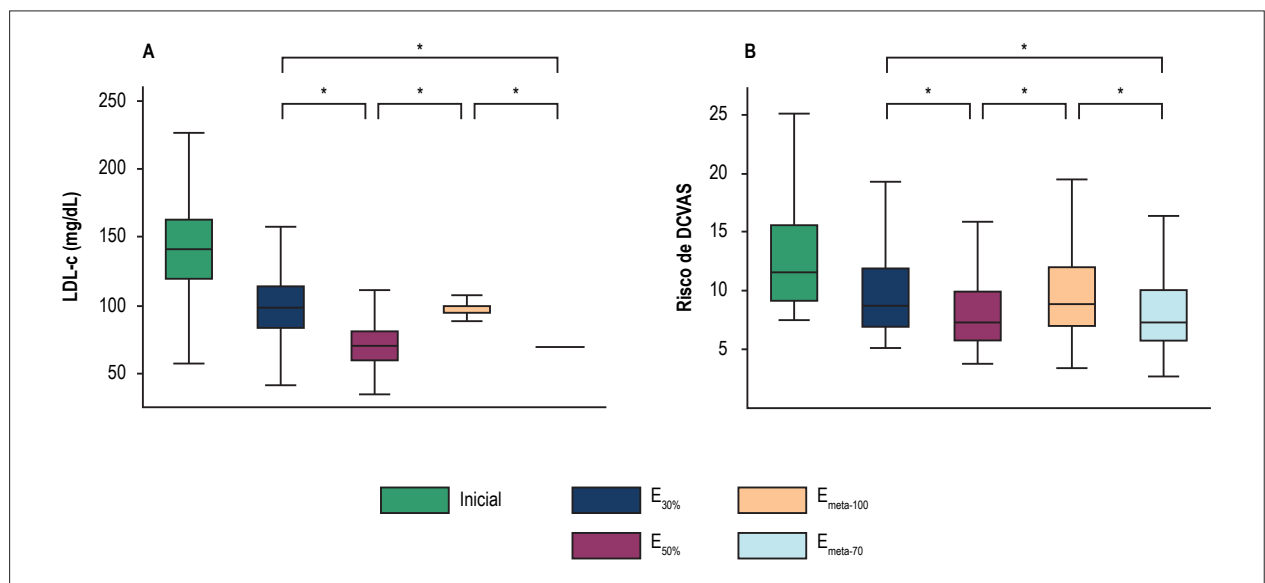 A
*
* * *
LDL-c (mg/dL)
250
200
150
100
50
B
*
* * *
Risco de DCVAS
25
20
15
10
5
Inicial
E30%
Emeta-100
E50%
Emeta-70